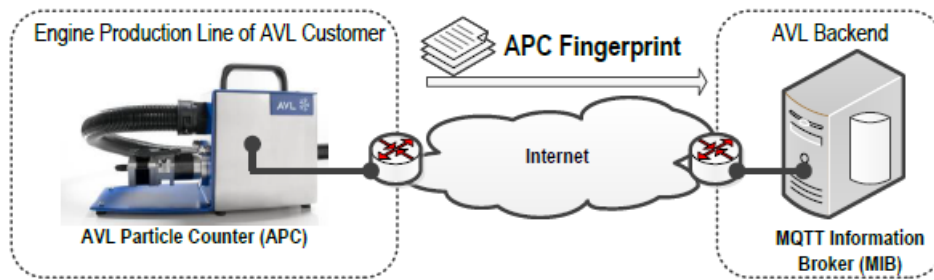 Engine Production Line of AVL Customer
APC Fingerprint
AVL Backend
AVL
Internet
AVL Particle Counter (APC)
MQTT Information
Broker (MIB)